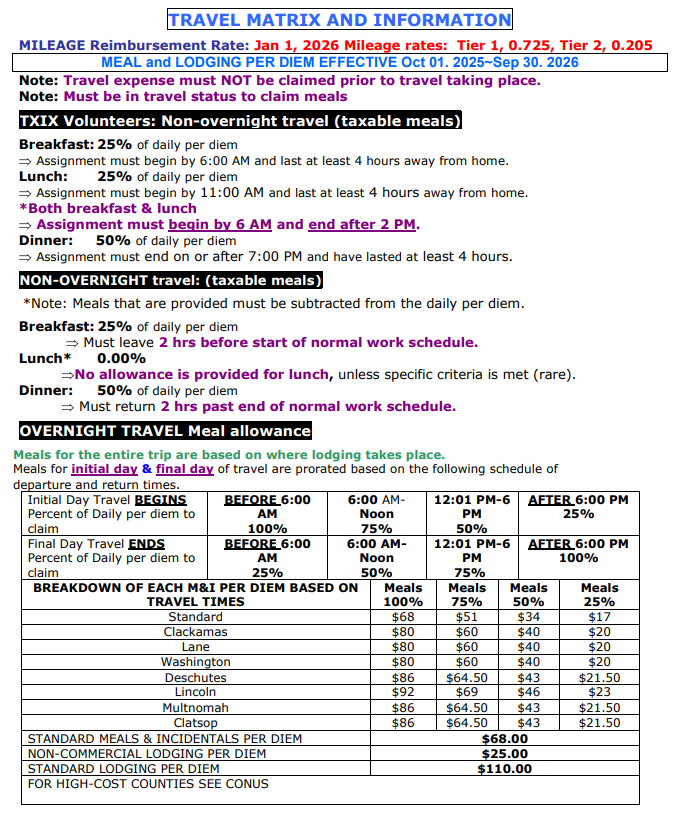 TRAVEL MATRIX AND INFORMATION
MILEAGE Reimbursement Rate: Jan 1, 2026 Mileage rates: Tier 1, 0.725, Tier 2, 0.205
MEAL and LODGING PER DIEM EFFECTIVE Oct 01. 2025~Sep 30. 2026
Note: Travel expense must NOT be claimed prior to travel taking place.
Note: Must be in travel status to claim meals
TXIX Volunteers: Non-overnight travel (taxable meals)
Breakfast: 25% of daily per diem
⇒ Assignment must begin by 6:00 AM and last at least 4 hours away from home.
Lunch: 25% of daily per diem
⇒ Assignment must begin by 11:00 AM and last at least 4 hours away from home.
*Both breakfast & lunch
⇒ Assignment must begin by 6 AM and end after 2 PM.
Dinner: 50% of daily per diem
⇒ Assignment must end on or after 7:00 PM and have lasted at least 4 hours.
NON-OVERNIGHT travel: (taxable meals)
*Note: Meals that are provided must be subtracted from the daily per diem.
Breakfast: 25% of daily per diem
⇒ Must leave 2 hrs before start of normal work schedule.
Lunch* 0.00%
⇒No allowance is provided for lunch, unless specific criteria is met (rare).
Dinner: 50% of daily per diem
⇒ Must return 2 hrs past end of normal work schedule.
OVERNIGHT TRAVEL Meal allowance
Meals for the entire trip are based on where lodging takes place.
Meals for initial day & final day of travel are prorated based on the following schedule of
departure and return times.
Initial Day Travel BEGINS BEFORE 6:00 6:00 AM- 12:01 PM-6 AFTER 6:00 PM
Percent of Daily per diem to AM Noon PM 25%
claim 100% 75% 50%
Final Day Travel ENDS BEFORE 6:00 6:00 AM- 12:01 PM-6 AFTER 6:00 PM
Percent of Daily per diem to AM Noon PM 100%
claim 25% 50% 75%
BREAKDOWN OF EACH M&I PER DIEM BASED ON Meals Meals Meals Meals
TRAVEL TIMES 100% 75% 50% 25%
Standard $68 $51 $34 $17
Clackamas $80 $60 $40 $20
Lane $80 $60 $40 $20
Washington $80 $60 $40 $20
Deschutes $86 $64.50 $43 $21.50
Lincoln $92 $69 $46 $23
Multnomah $86 $64.50 $43 $21.50
Clatsop $86 $64.50 $43 $21.50
STANDARD MEALS & INCIDENTALS PER DIEM $68.00
NON-COMMERCIAL LODGING PER DIEM $25.00
STANDARD LODGING PER DIEM $110.00
FOR HIGH-COST COUNTIES SEE CONUS